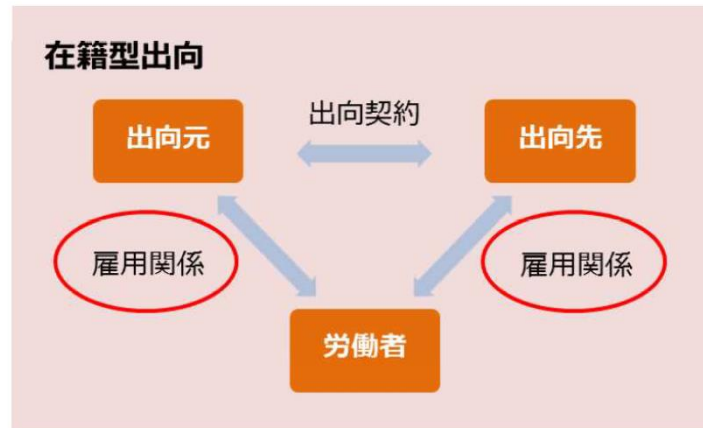 在籍型出向
出向契約
出向元
出向先
雇用関係
雇用関係
労働者